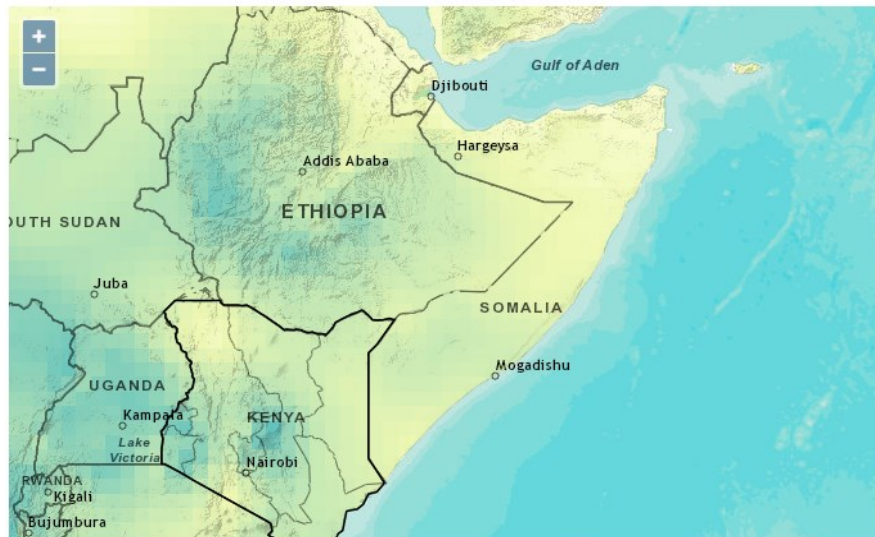 +
−
Gulf of Aden
Djibouti
Hargeysa
Addis Ababa
ETHIOPIA
OUTH SUDAN
Juba
SOMALIA
Mogadishu
UGANDA
Kampala
KENYA
Lake
Victoria
Nairobi
RWANDA
Kigali
Bujumbura